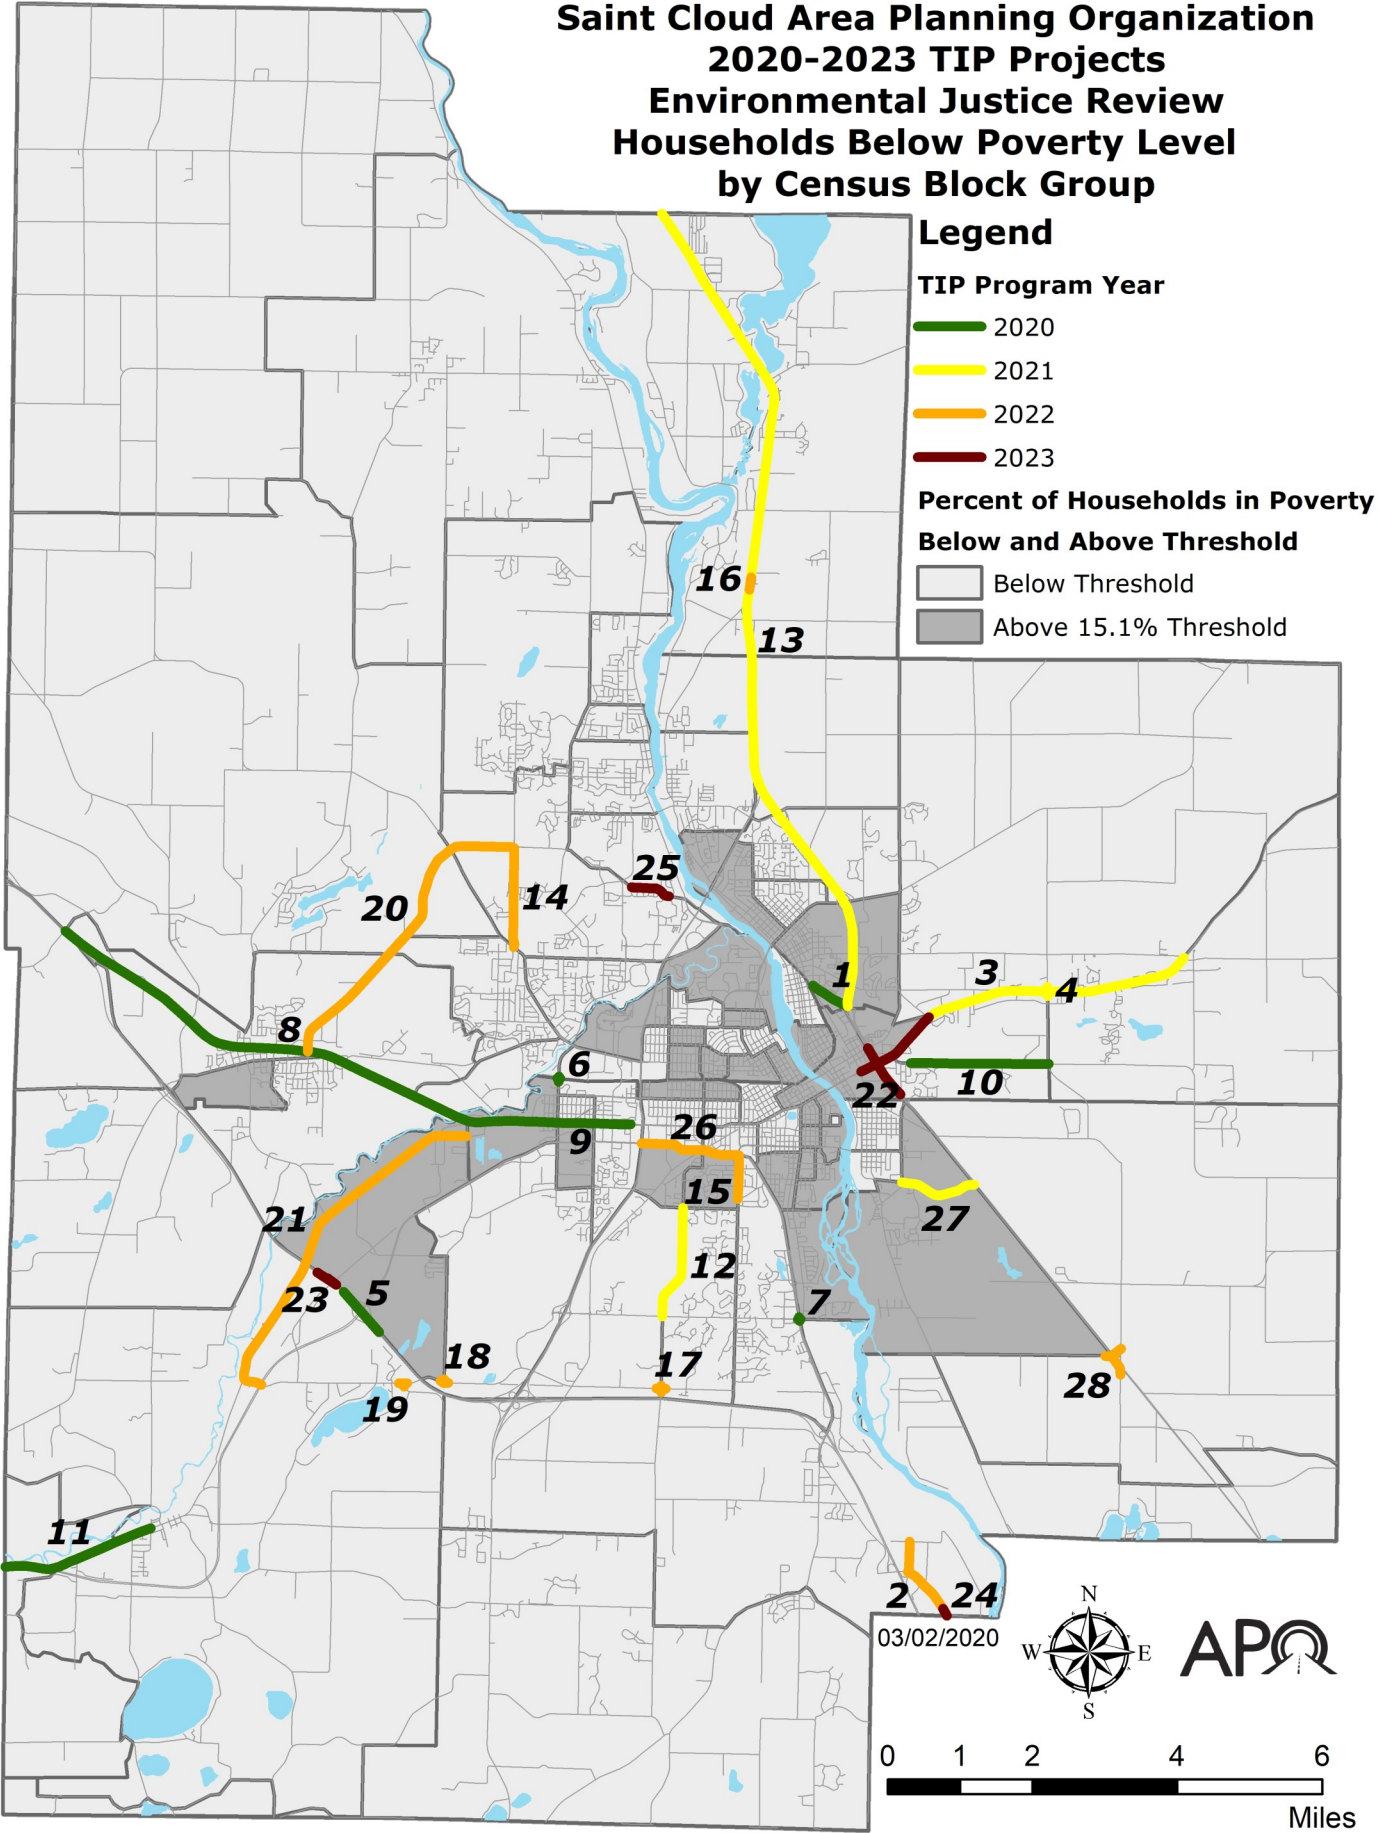 Saint Cloud Area Planning Organization
2020-2023 TIP Projects
Environmental Justice Review
Households Below Poverty Level
by Census Block Group
Legend
TIP Program Year
2020
2021
2022
2023
Percent of Households in Poverty
Below and Above Threshold
Below Threshold
Above 15.1% Threshold
16
13
25
20
14
1
3
4
8
6
10
22
26
9
15
21
27
12
23
5
7
18
17
28
19
11
2
24
03/02/2020
N
W
E
S
APO
0 1 2 4 6
Miles